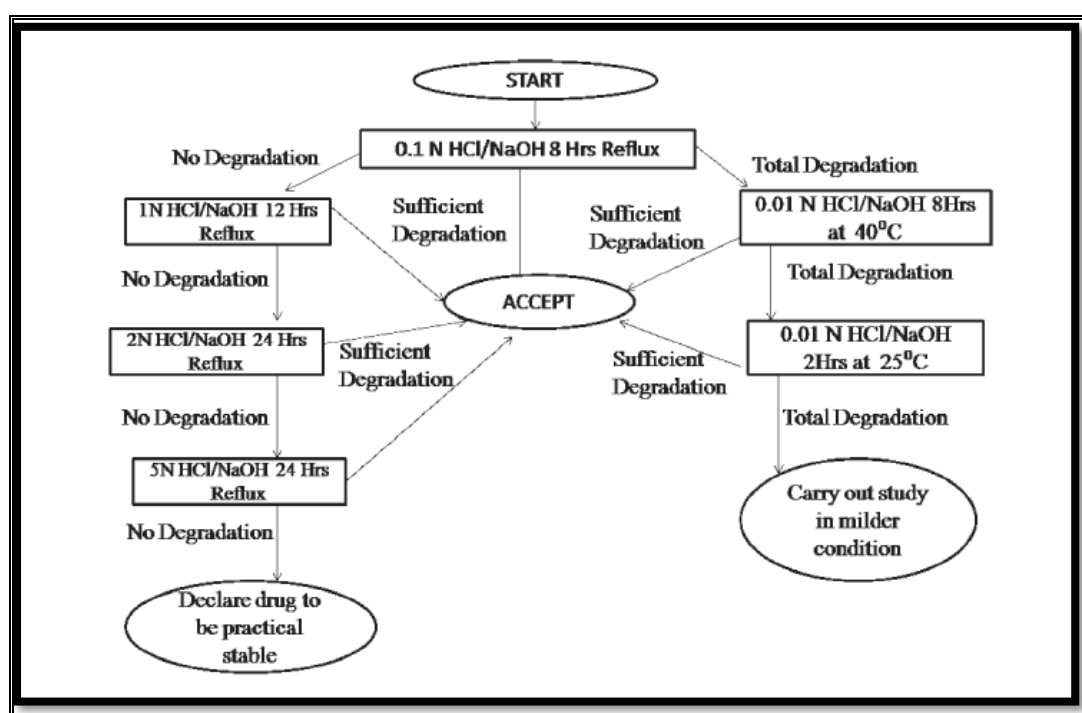 START
0.1 N HCl/NaOH 8 Hrs Reflux
No Degradation
Total Degradation
1N HCl/NaOH 12 Hrs
Reflux
Sufficient
Degradation
Sufficient
Degradation
0.01 N HCl/NaOH 8Hrs
at 40⁰C
No Degradation
Total Degradation
ACCEPT
2N HCl/NaOH 24 Hrs
Reflux
Sufficient
Degradation
Sufficient
Degradation
0.01 N HCl/NaOH
2Hrs at 25⁰C
No Degradation
Total Degradation
5N HCl/NaOH 24 Hrs
Reflux
Carry out study
in milder
condition
No Degradation
Declare drug to
be practical
stable